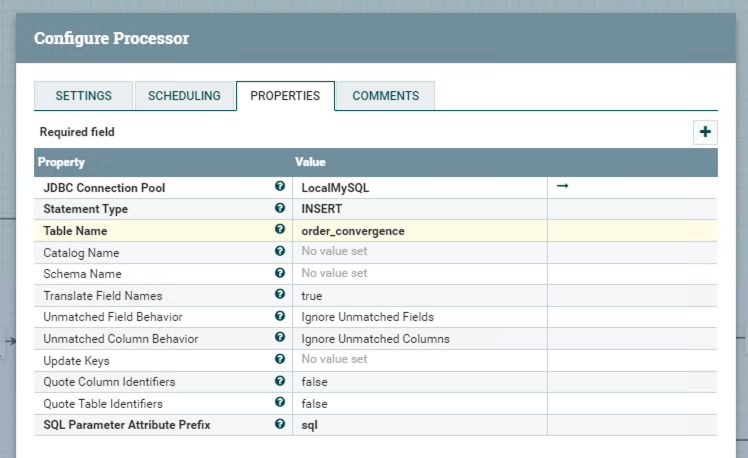 Configure Processor
SETTINGS SCHEDULING PROPERTIES COMMENTS
Required field
Property Value
JDBC Connection Pool LocalMySQL
Statement Type INSERT
Table Name order_convergence
Catalog Name No value set
Schema Name No value set
Translate Field Names true
Unmatched Field Behavior Ignore Unmatched Fields
Unmatched Column Behavior Ignore Unmatched Columns
Update Keys No value set
Quote Column Identifiers false
Quote Table Identifiers false
SQL Parameter Attribute Prefix sql